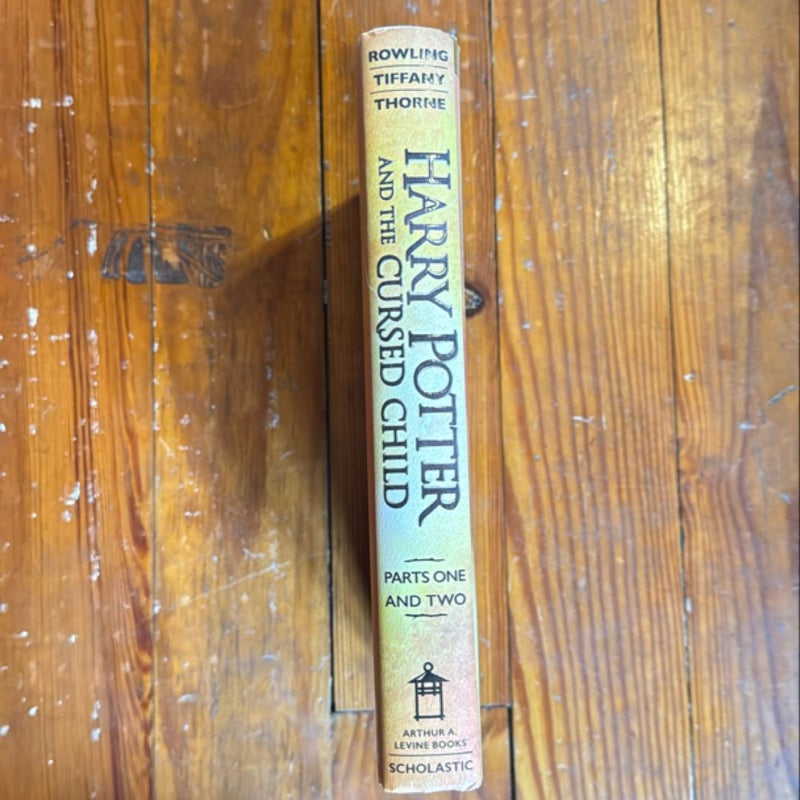 ROWLING
TIFFANY
THORNE
HARRY POTTER
AND THE CURSED CHILD
PARTS ONE
AND TWO
ARTHUR A.
LEVINE BOOKS
SCHOLASTIC